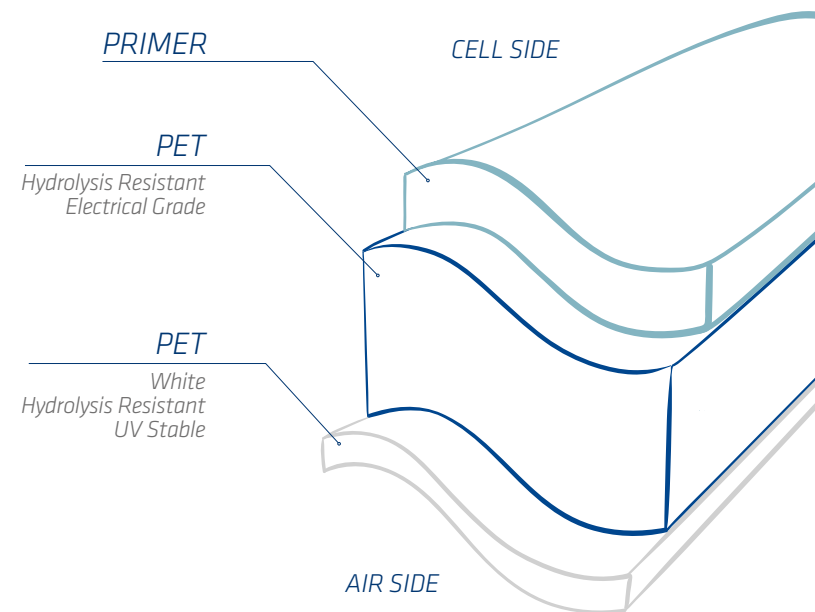 PRIMER
CELL SIDE
PET
Hydrolysis Resistant
Electrical Grade
PET
White
Hydrolysis Resistant
UV Stable
AIR SIDE